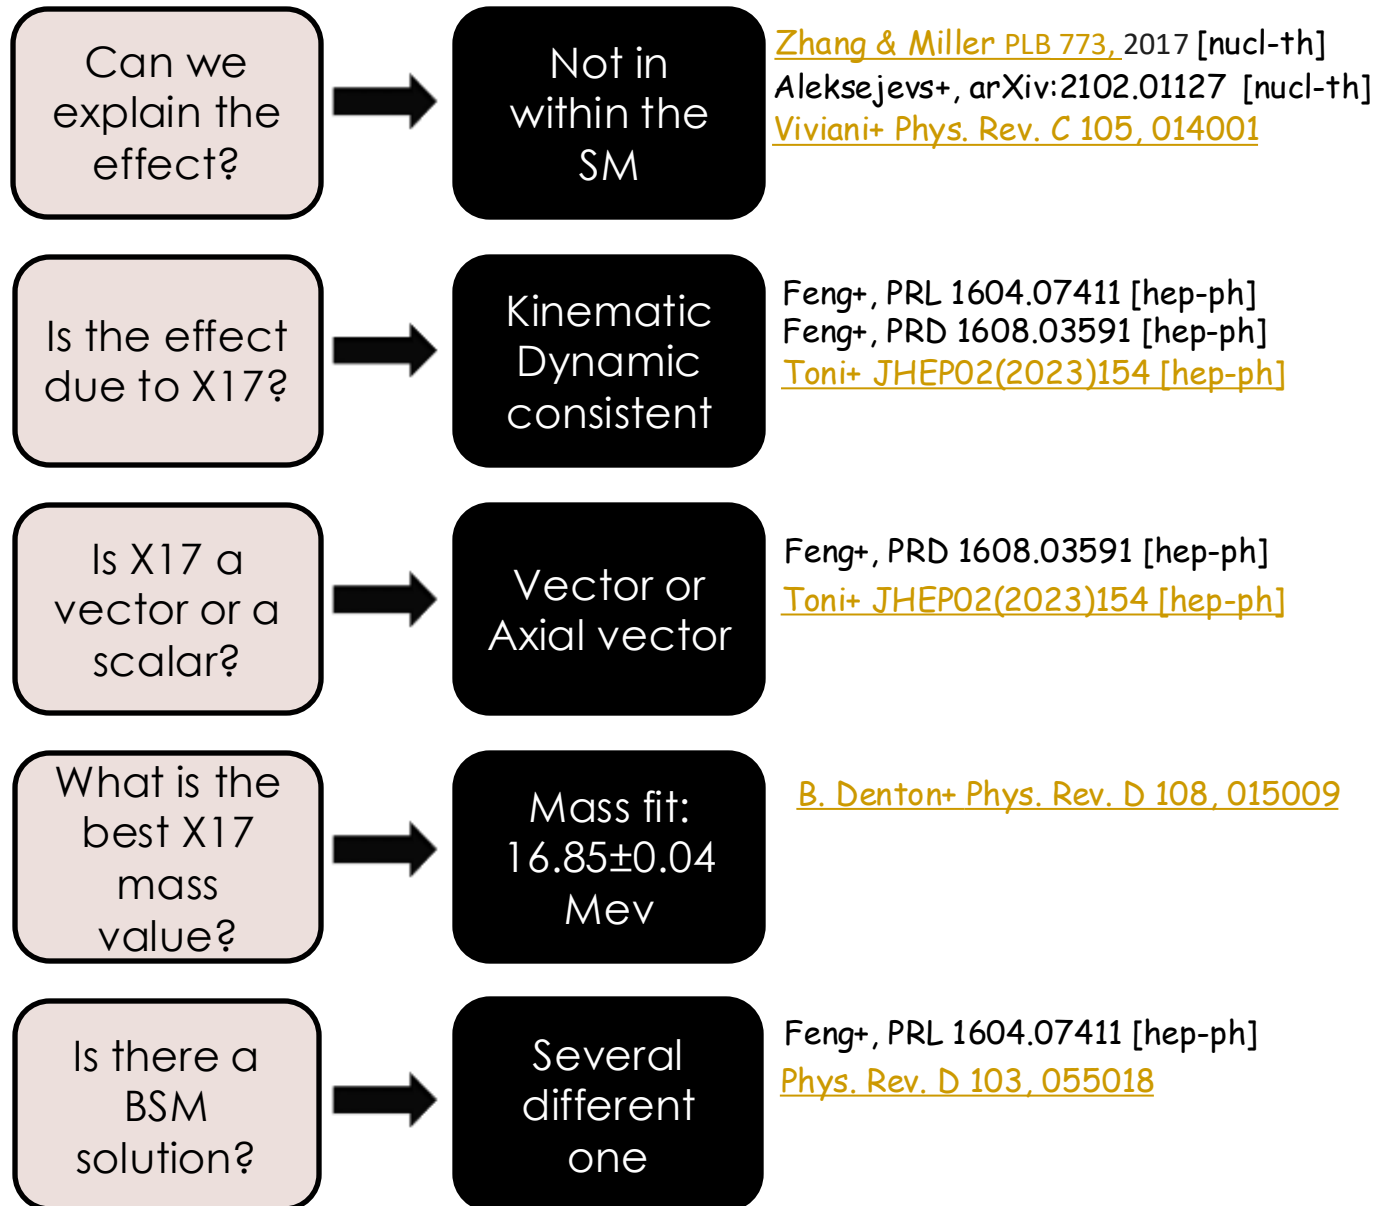 Can we
explain the
effect?
Not in
within the
SM
Zhang & Miller PLB 773, 2017 [nucl-th]
Aleksejevs+, arXiv:2102.01127 [nucl-th]
Viviani+ Phys. Rev. C 105, 014001
Is the effect
due to X17?
Kinematic
Dynamic
consistent
Feng+, PRL 1604.07411 [hep-ph]
Feng+, PRD 1608.03591 [hep-ph]
Toni+ JHEP02(2023)154 [hep-ph]
Is X17 a
vector or a
scalar?
Vector or
Axial vector
Feng+, PRD 1608.03591 [hep-ph]
Toni+ JHEP02(2023)154 [hep-ph]
What is the
best X17
mass
value?
Mass fit:
16.85±0.04
Mev
B. Denton+ Phys. Rev. D 108, 015009
Is there a
BSM
solution?
Several
different
one
Feng+, PRL 1604.07411 [hep-ph]
Phys. Rev. D 103, 055018